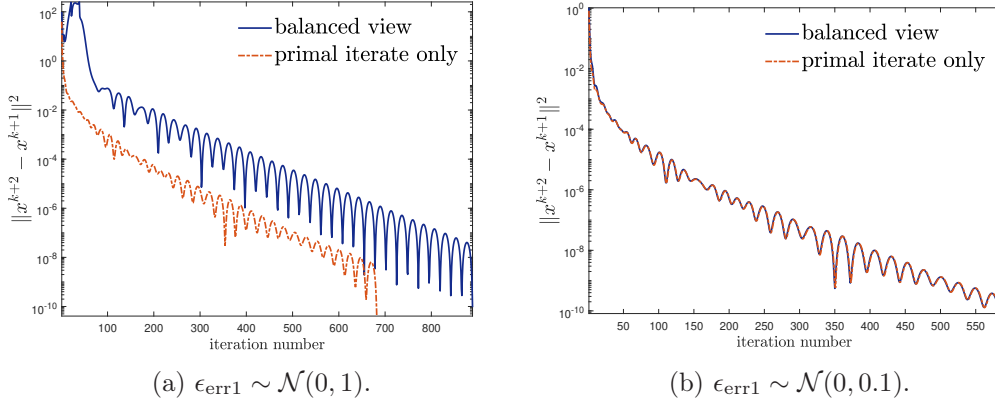 10^2
10^0
10^-2
10^-4
10^-6
10^-8
10^-10
‖x^{k+2} − x^{k+1}‖^2
balanced view
primal iterate only
100 200 300 400 500 600 700 800
iteration number
(a) ϵ_err1 ∼ N(0, 1).
10^0
10^-2
10^-4
10^-6
10^-8
10^-10
‖x^{k+2} − x^{k+1}‖^2
balanced view
primal iterate only
50 100 150 200 250 300 350 400 450 500 550
iteration number
(b) ϵ_err1 ∼ N(0, 0.1).